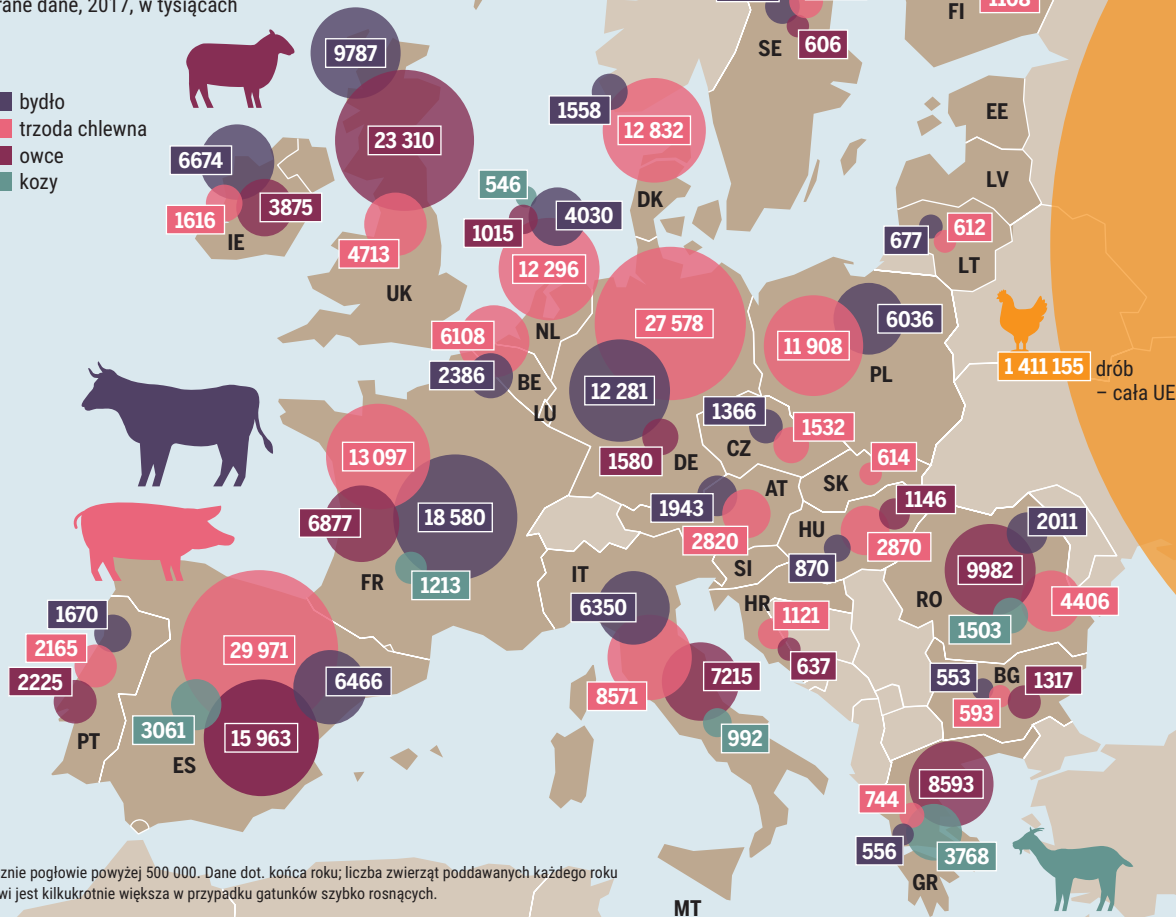 rane dane, 2017, w tysiącach
bydło
trzoda chlewna
owce
kozy
9787
23 310
4713
UK
6674
1616
3875
IE
SE
606
FI
1108
1558
12 832
DK
EE
LV
677
612
LT
546
4030
1015
12 296
NL
6108
2386
BE
LU
27 578
12 281
1580
DE
11 908
6036
PL
1 411 155
drób
– cała UE
1366
1532
CZ
614
SK
1943
2820
AT
1146
HU
2870
870
SI
13 097
6877
18 580
1213
FR
IT
6350
8571
7215
992
HR
1121
637
2011
9982
4406
1503
RO
553
BG
1317
593
1670
2165
2225
PT
29 971
6466
3061
15 963
ES
8593
744
556
3768
GR
MT
znie pogłowie powyżej 500 000. Dane dot. końca roku; liczba zwierząt poddawanych każdego roku
wi jest kilkukrotnie większa w przypadku gatunków szybko rosnących.